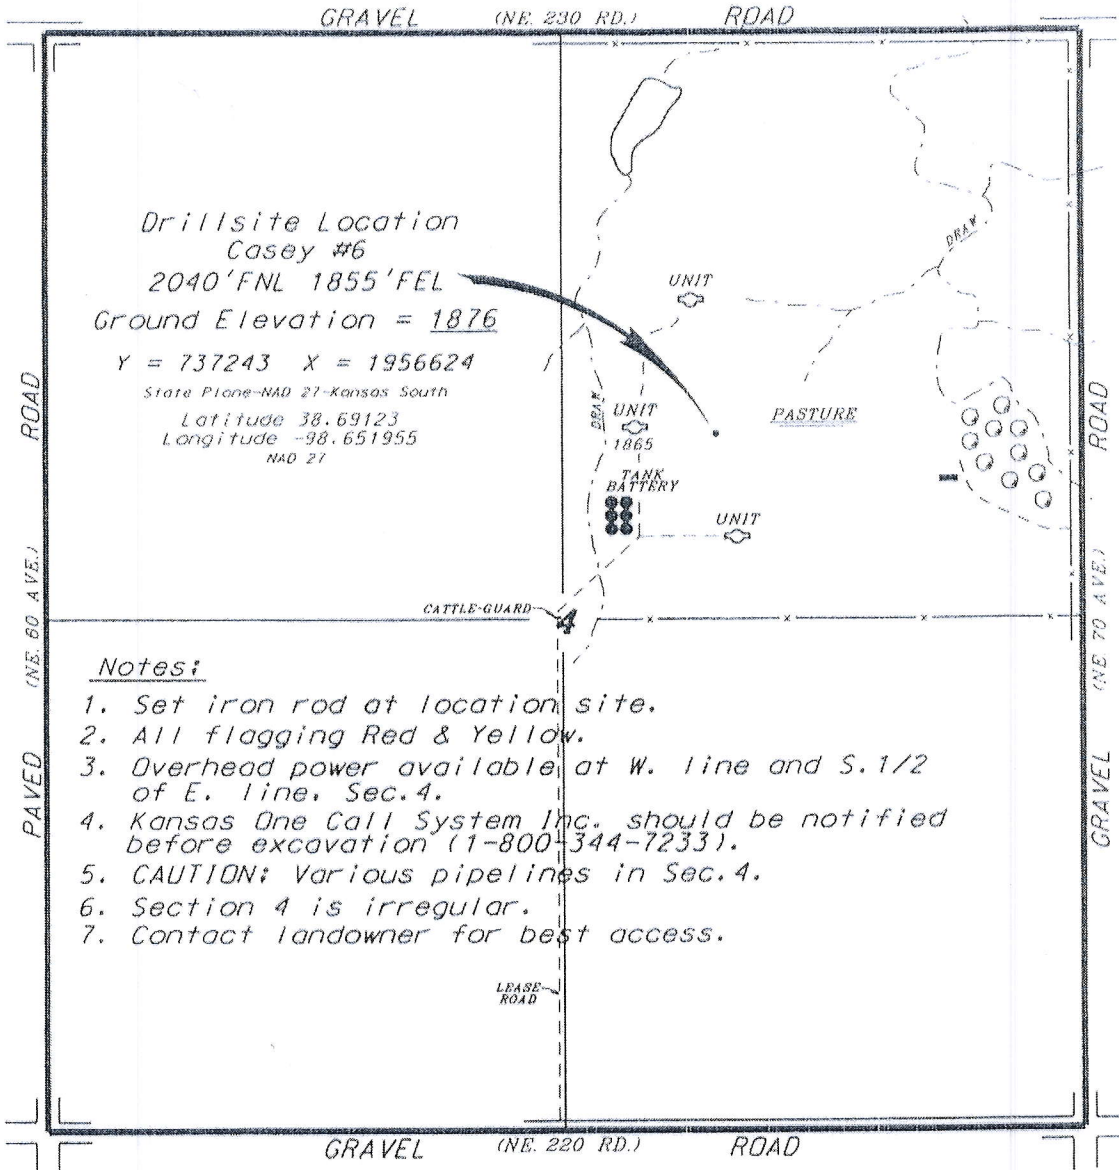 GRAVEL (NE. 230 RD.) ROAD
Drillsite Location
Casey #6
2040'FNL 1855'FEL
Ground Elevation = 1876
Y = 737243 X = 1956624
State Plane-NAD 27-Kansas South
Latitude 38.69123
Longitude -98.651955
NAD 27
UNIT
DRAW
UNIT
1865
DRAW
PASTURE
TANK
BATTERY
UNIT
CATTLE-GUARD
4
PAVED (NE. 60 AVE.) ROAD
GRAVEL (NE. 70 AVE.) ROAD
Notes:
1. Set iron rod at location site.
2. All flagging Red & Yellow.
3. Overhead power available at W. line and S.1/2
of E. line, Sec.4.
4. Kansas One Call System Inc. should be notified
before excavation (1-800-344-7233).
5. CAUTION: Various pipelines in Sec.4.
6. Section 4 is irregular.
7. Contact landowner for best access.
LEASE
ROAD
GRAVEL (NE. 220 RD.) ROAD